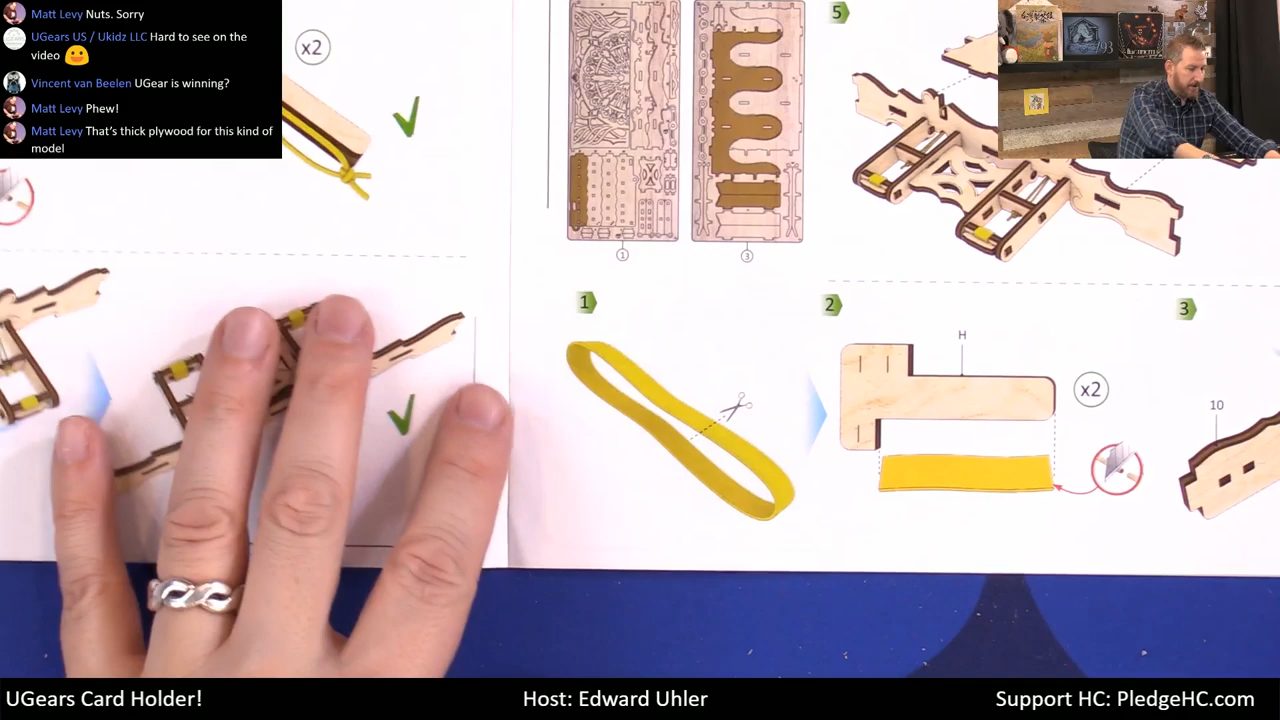 Matt Levy Nuts. Sorry
UGears US / Ukidz LLC Hard to see on the
video
Vincent van Beelen UGear is winning?
Matt Levy Phew!
Matt Levy That's thick plywood for this kind of
model
x2
5
1
3
1
2
3
H
x2
10
/93
UGears Card Holder!
Host: Edward Uhler
Support HC: PledgeHC.com